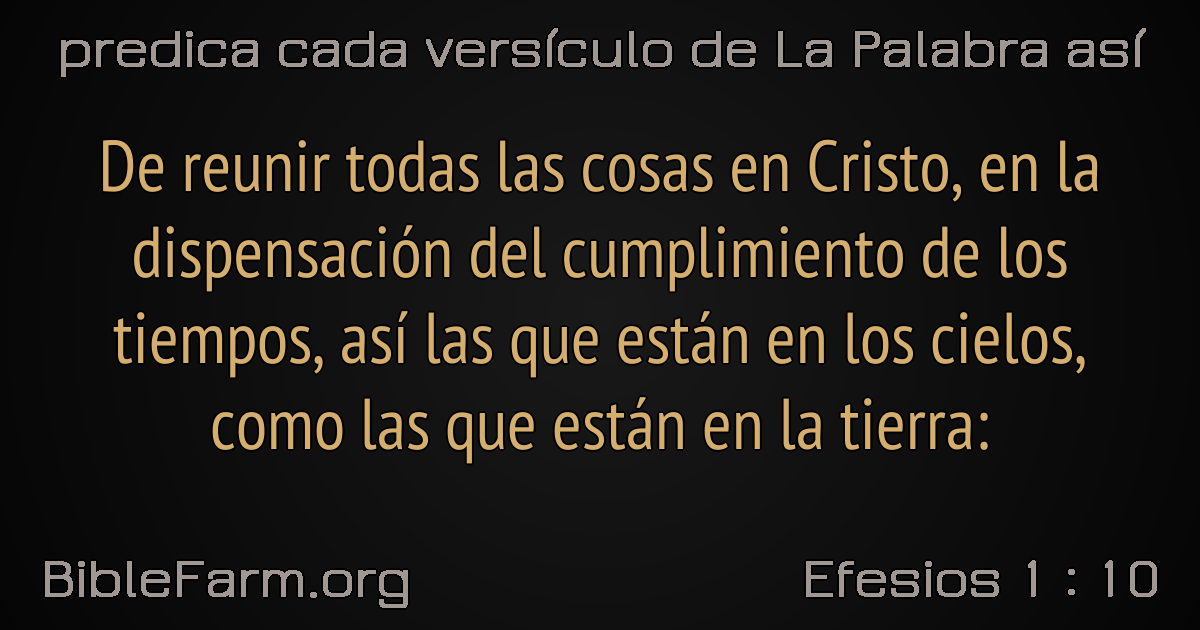 predica cada versículo de La Palabra así
De reunir todas las cosas en Cristo, en la
dispensación del cumplimiento de los
tiempos, así las que están en los cielos,
como las que están en la tierra:
BibleFarm.org
Efesios 1 : 10